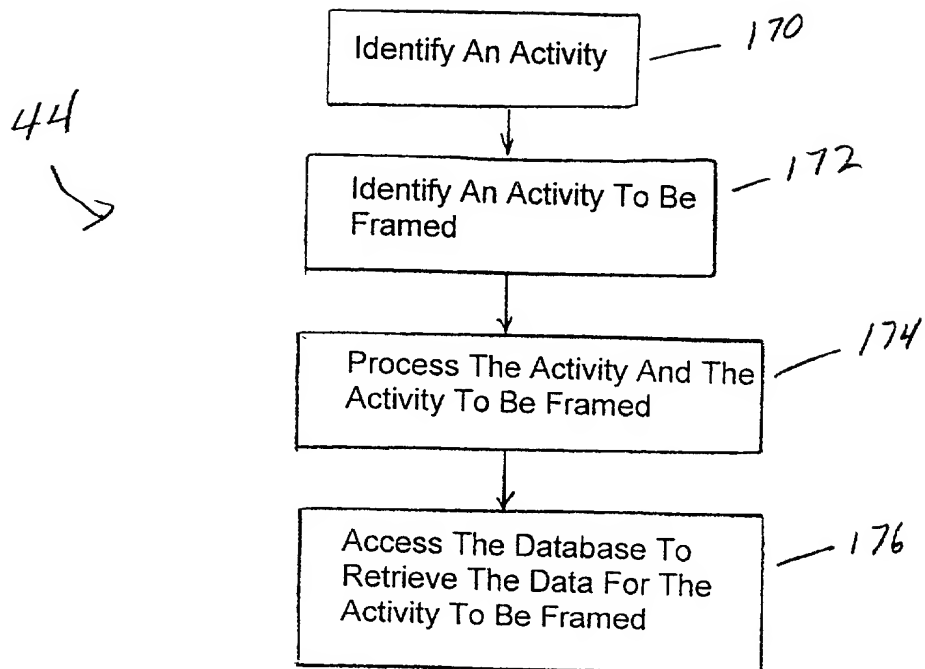 Identify An Activity
170
44
Identify An Activity To Be
Framed
172
Process The Activity And The
Activity To Be Framed
174
Access The Database To
Retrieve The Data For The
Activity To Be Framed
176